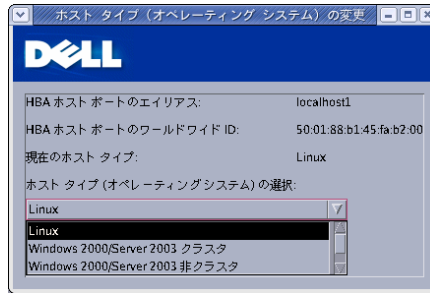 ホスト タイプ (オペレーティング システム) の変更
DELL
HBA ホスト ポートのエイリアス: localhost1
HBA ホスト ポートのワールドワイド ID: 50:01:88:b1:45:fa:b2:00
現在のホスト タイプ: Linux
ホスト タイプ (オペレーティングシステム) の選択:
Linux
Linux
Windows 2000/Server 2003 クラスタ
Windows 2000/Server 2003 非クラスタ